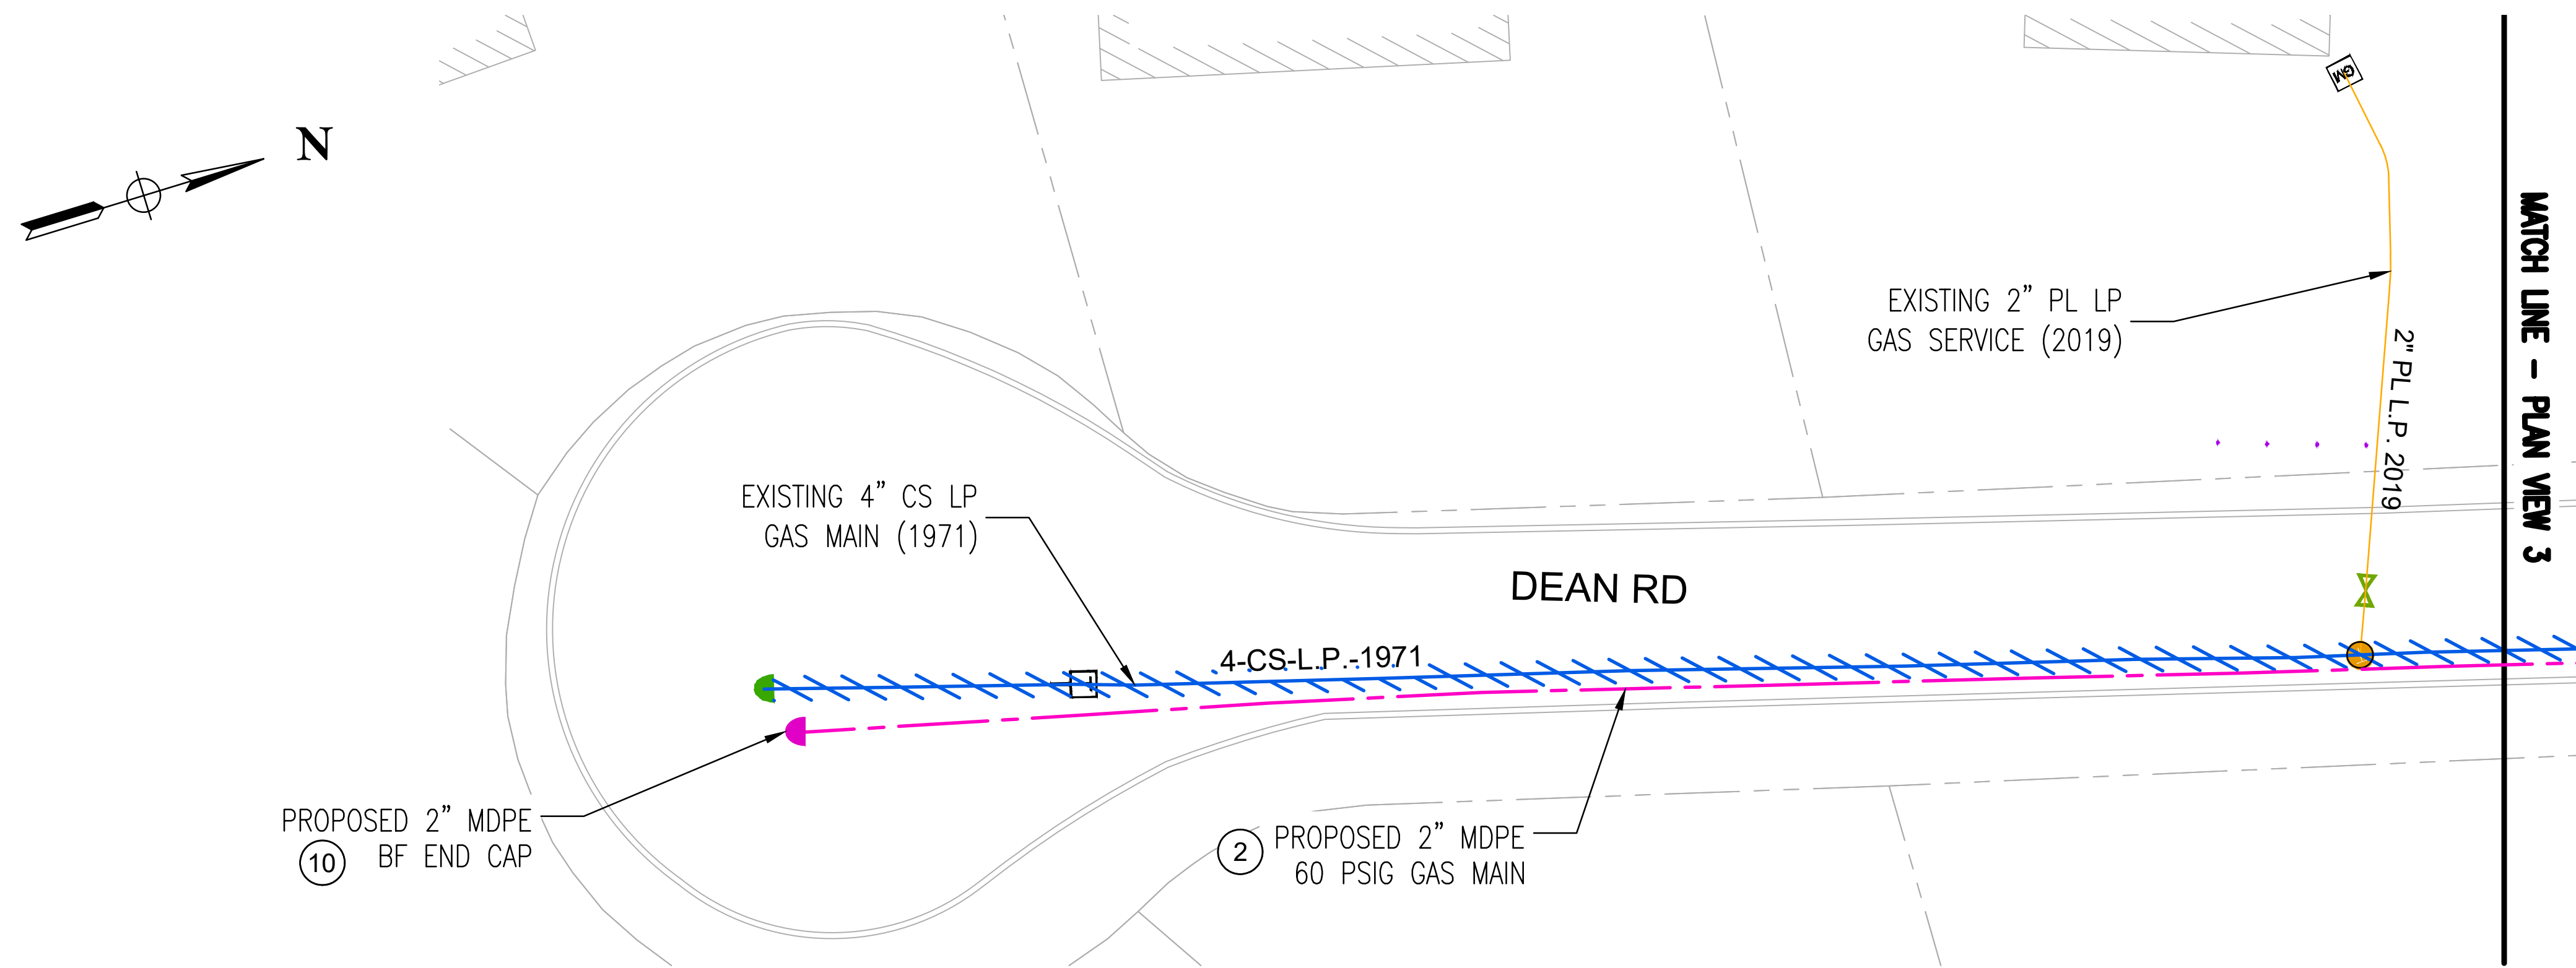 N
GM
EXISTING 2" PL LP
GAS SERVICE (2019)
2" PL L.P. 2019
MATCH LINE - PLAN VIEW 3
EXISTING 4" CS LP
GAS MAIN (1971)
DEAN RD
4-CS-L.P.-1971
PROPOSED 2" MDPE
10 BF END CAP
2 PROPOSED 2" MDPE
60 PSIG GAS MAIN